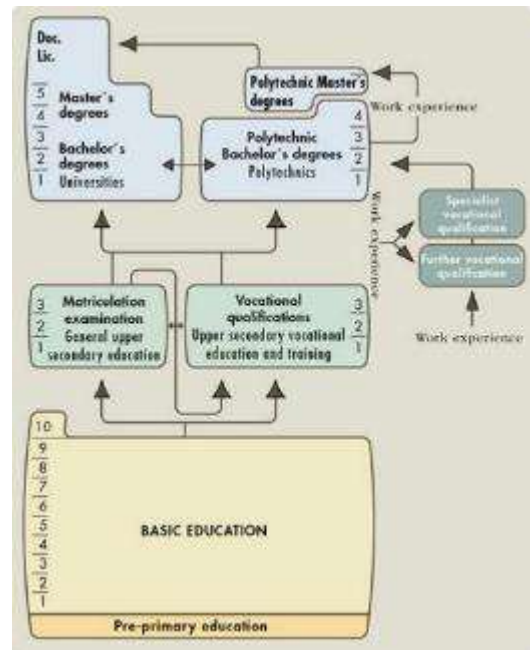 Doc.
Lic.
5
4
3
2
1
Master's
degrees
Bachelor's
degrees
Universities
Polytechnic Master's
degrees
Work experience
Polytechnic
Bachelor's degrees
Polytechnics
4
3
2
1
Specialist
vocational
qualification
Further vocational
qualification
Work experience
Work experience
3
2
1
Matriculation
examination
General upper
secondary education
Vocational
qualifications
Upper secondary vocational
education and training
3
2
1
10
9
8
7
6
5
4
3
2
1
BASIC EDUCATION
Pre-primary education